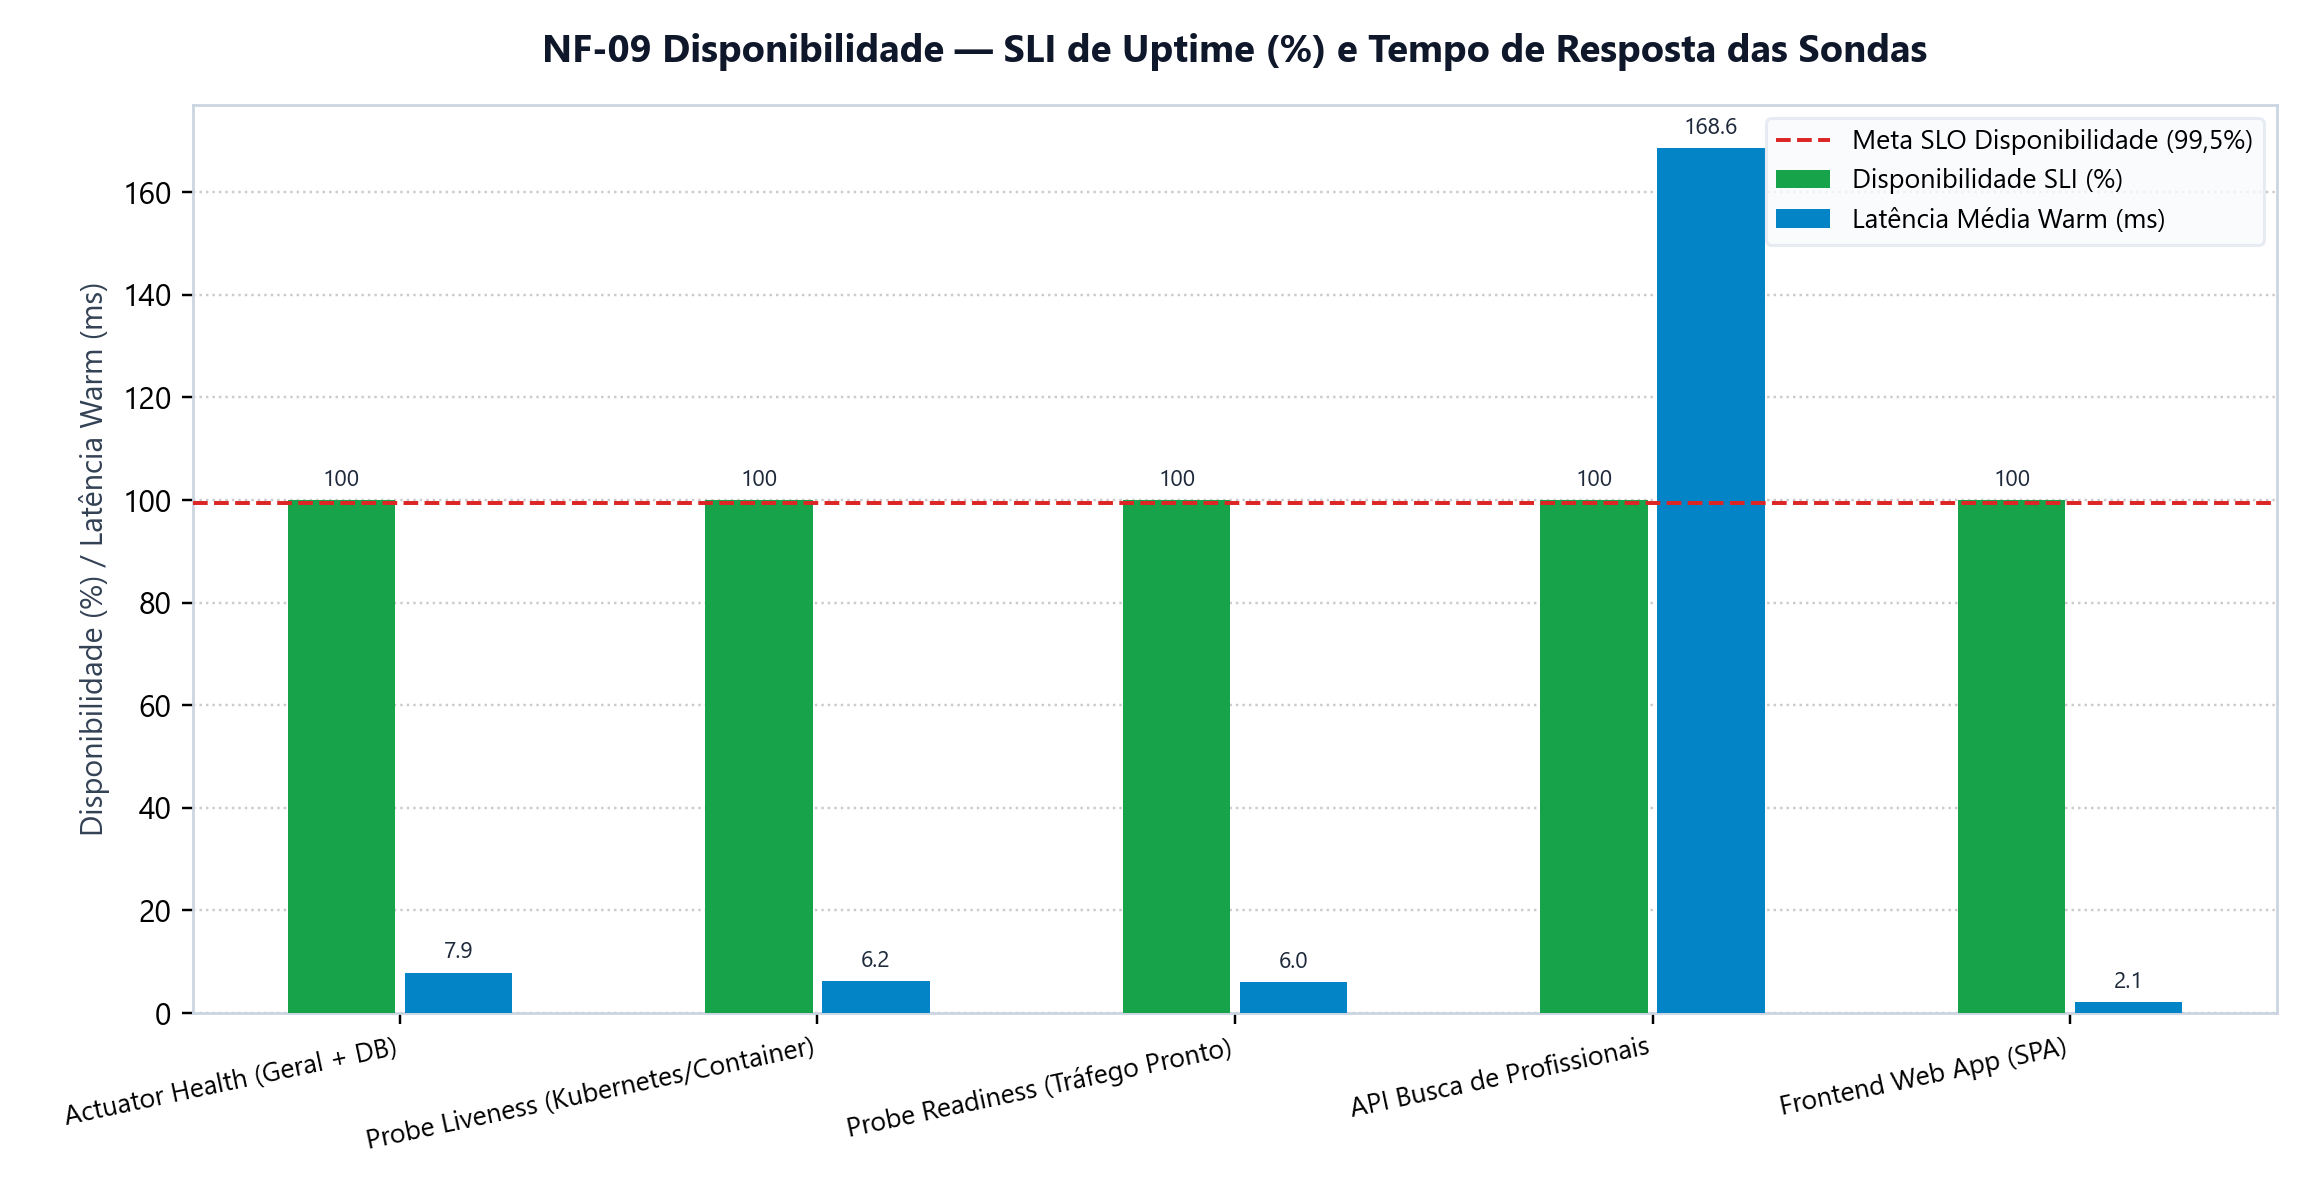 NF-09 Disponibilidade — SLI de Uptime (%) e Tempo de Resposta das Sondas
Meta SLO Disponibilidade (99,5%)
Disponibilidade SLI (%)
Latência Média Warm (ms)
Disponibilidade (%) / Latência Warm (ms)
160
140
120
100
80
60
40
20
0
100
7.9
100
6.2
100
6.0
100
168.6
100
2.1
Actuator Health (Geral + DB)
Probe Liveness (Kubernetes/Container)
Probe Readiness (Tráfego Pronto)
API Busca de Profissionais
Frontend Web App (SPA)